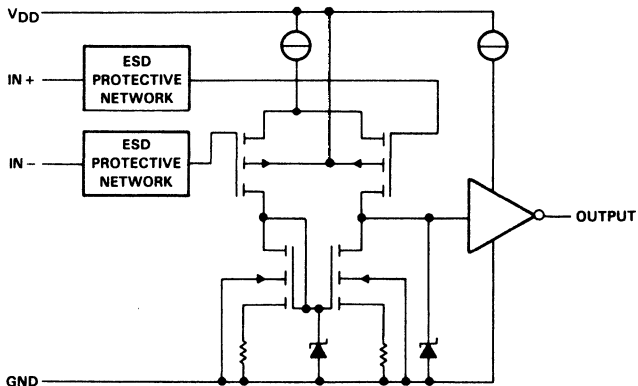 VDD
ESD
PROTECTIVE
NETWORK
IN +
ESD
PROTECTIVE
NETWORK
IN –
OUTPUT
GND